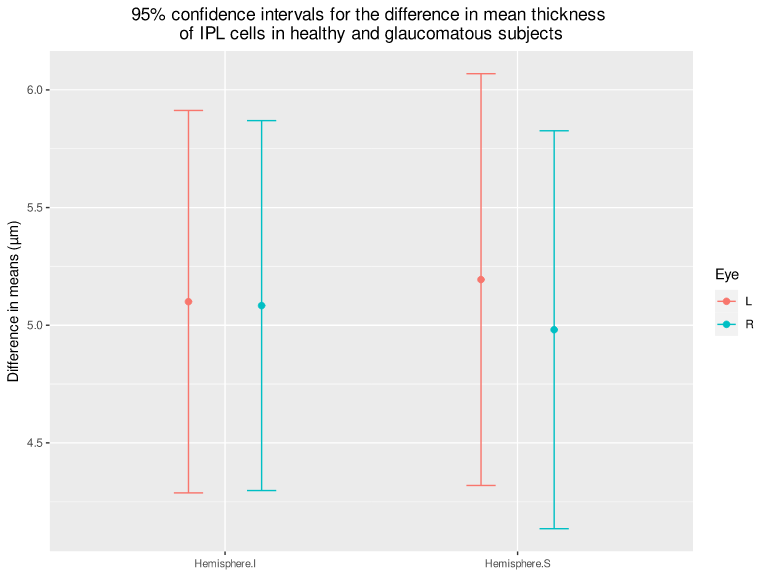 95% confidence intervals for the difference in mean thickness
of IPL cells in healthy and glaucomatous subjects
Difference in means (µm)
6.0
5.5
5.0
4.5
Hemisphere.I
Hemisphere.S
Eye
L
R